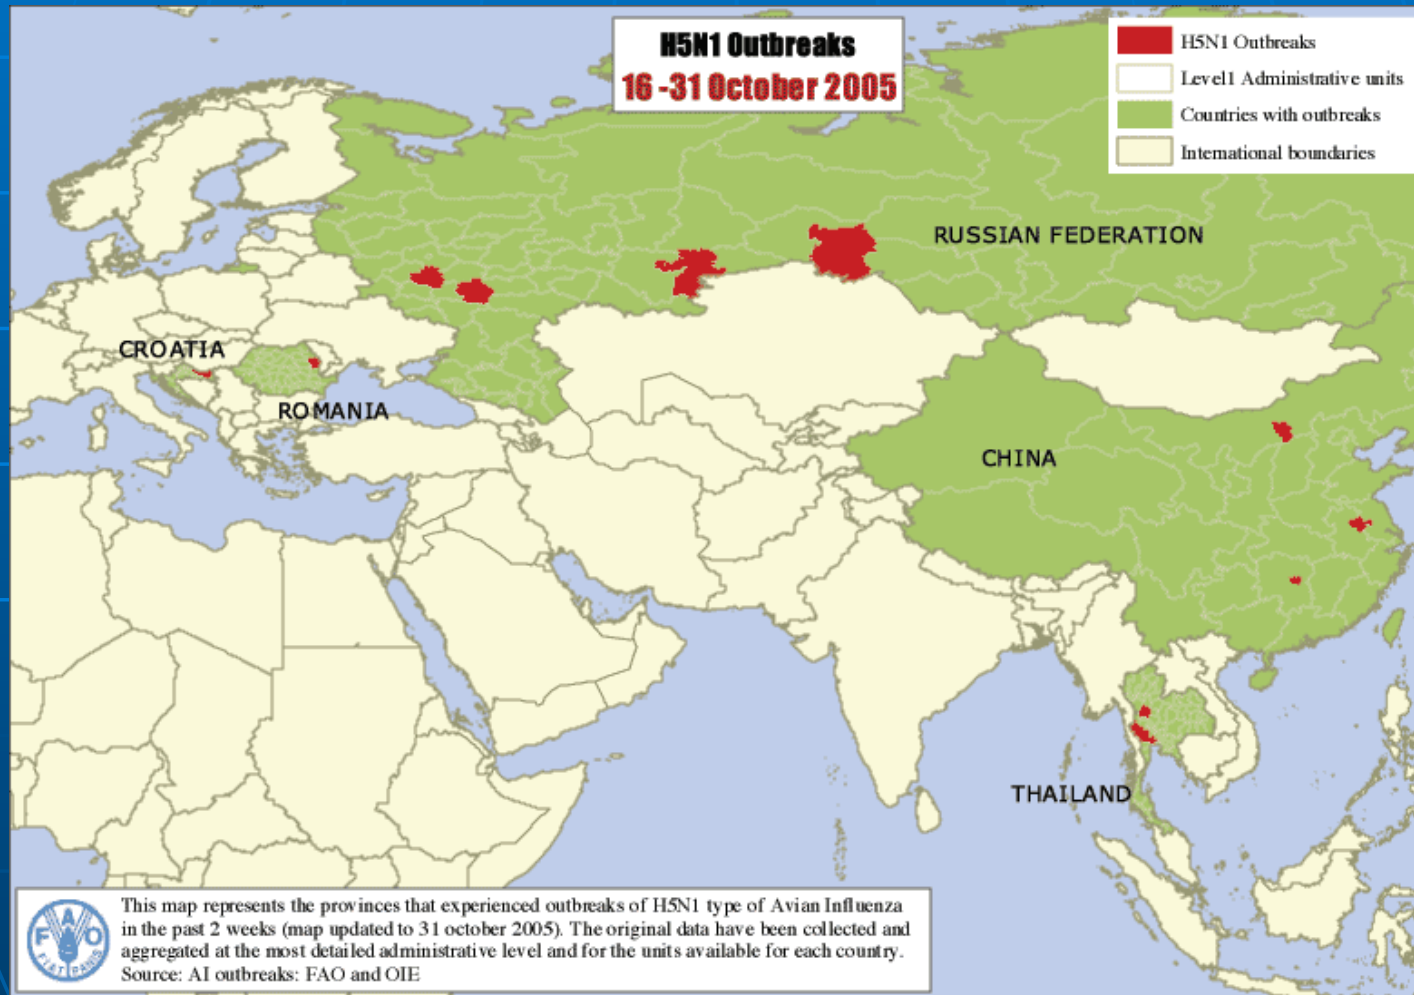 H5N1 Outbreaks
16 -31 October 2005
H5N1 Outbreaks
Level1 Administrative units
Countries with outbreaks
International boundaries
RUSSIAN FEDERATION
CROATIA
ROMANIA
CHINA
THAILAND
F A O
FIAT PANIS
This map represents the provinces that experienced outbreaks of H5N1 type of Avian Influenza
in the past 2 weeks (map updated to 31 october 2005). The original data have been collected and
aggregated at the most detailed administrative level and for the units available for each country.
Source: AI outbreaks: FAO and OIE